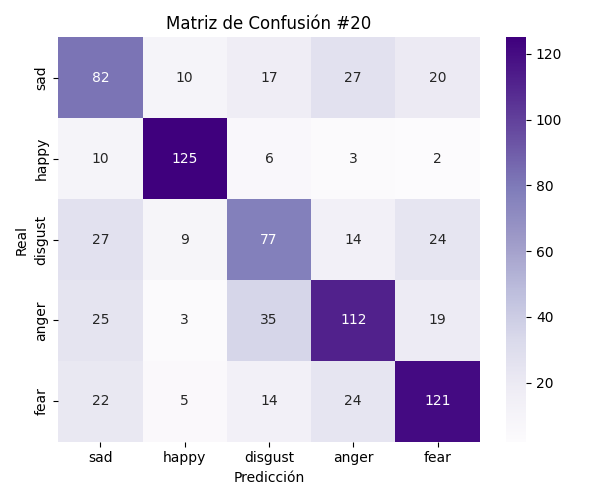 Matriz de Confusión #20
sad 82 10 17 27 20
happy 10 125 6 3 2
disgust 27 9 77 14 24
anger 25 3 35 112 19
fear 22 5 14 24 121
Real
sad happy disgust anger fear
Predicción
120
100
80
60
40
20